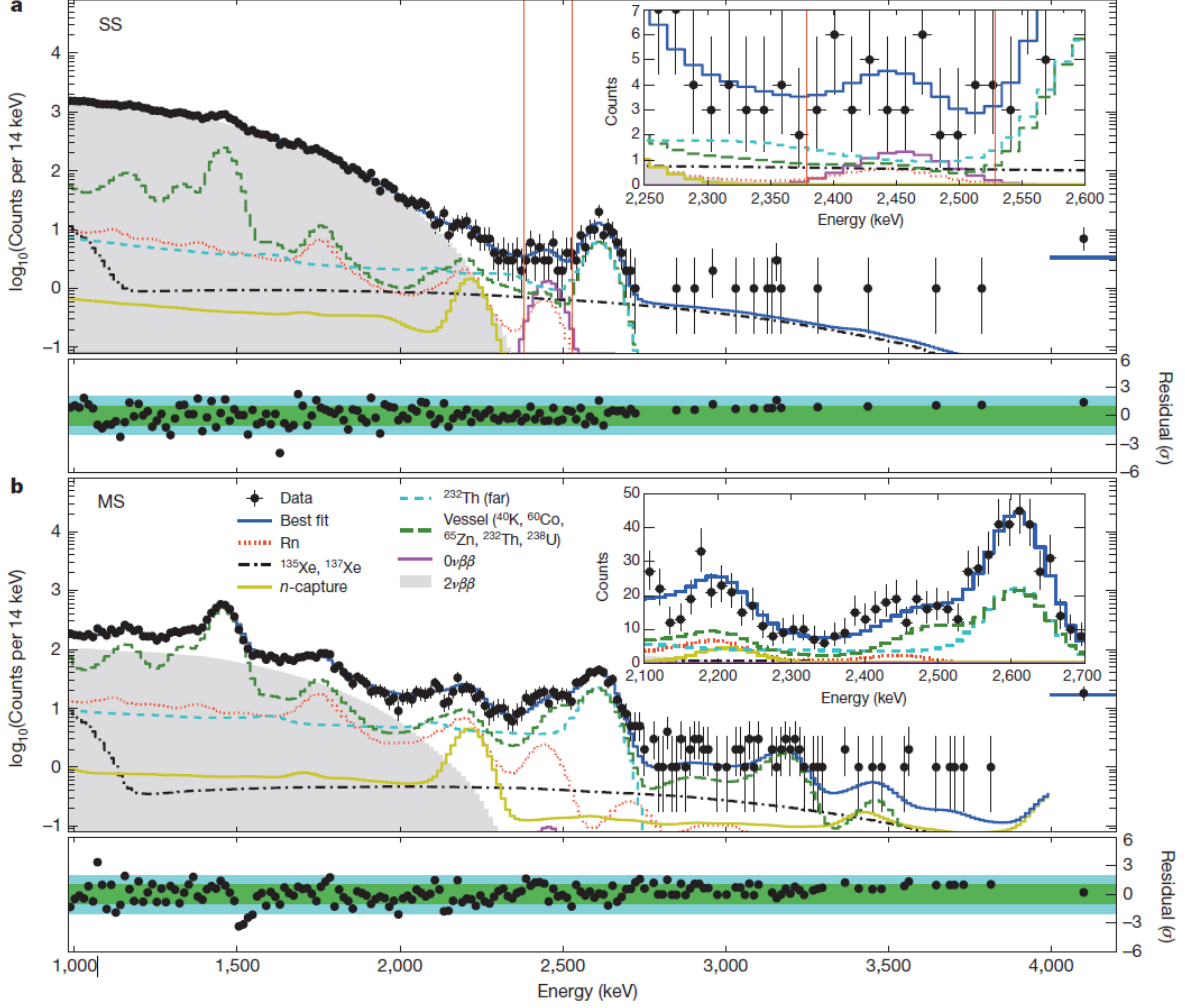 a
SS
log₁₀(Counts per 14 keV)
4
3
2
1
0
–1
Counts
7
6
5
4
3
2
1
0
2,250 2,300 2,350 2,400 2,450 2,500 2,550 2,600
Energy (keV)
6
3
0
–3
–6
Residual (σ)
b
MS
log₁₀(Counts per 14 keV)
4
3
2
1
0
–1
Data
Best fit
Rn
¹³⁵Xe, ¹³⁷Xe
n-capture
²³²Th (far)
Vessel (⁴⁰K, ⁶⁰Co,
⁶⁵Zn, ²³²Th, ²³⁸U)
0νββ
2νββ
Counts
50
40
30
20
10
0
2,100 2,200 2,300 2,400 2,500 2,600 2,700
Energy (keV)
6
3
0
–3
–6
Residual (σ)
1,000 1,500 2,000 2,500 3,000 3,500 4,000
Energy (keV)